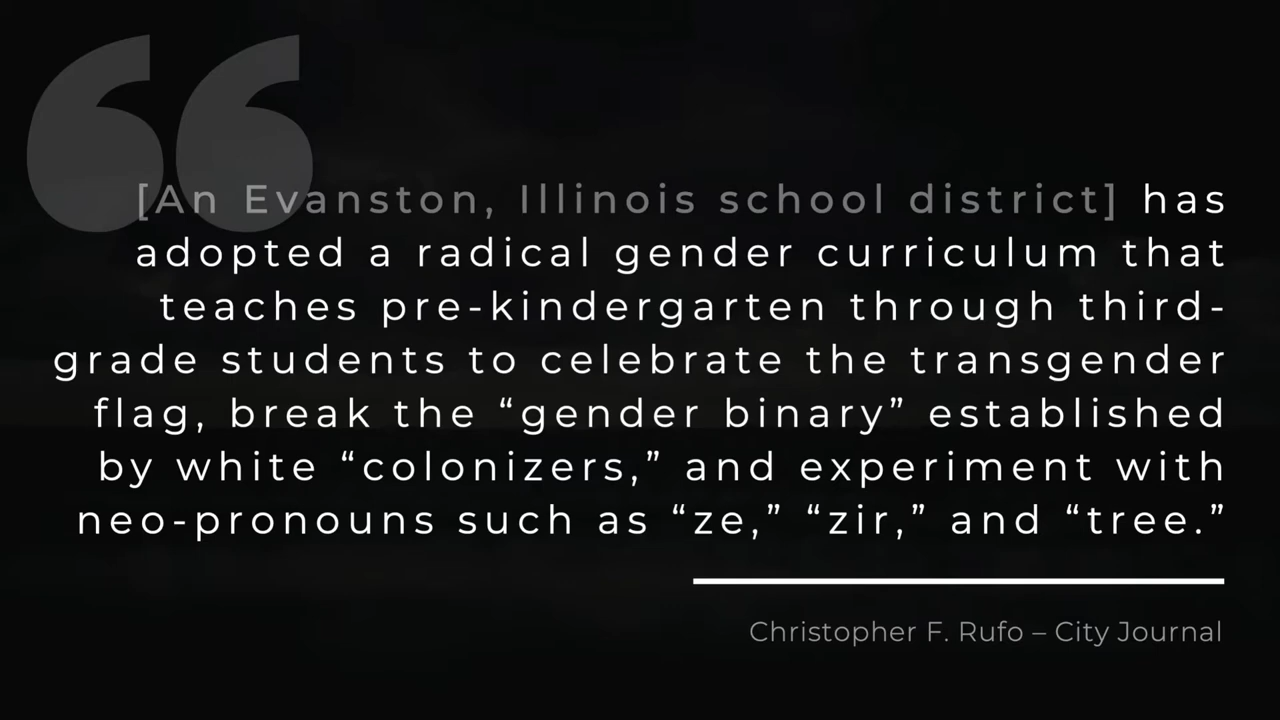 [An Evanston, Illinois school district] has
adopted a radical gender curriculum that
teaches pre-kindergarten through third-
grade students to celebrate the transgender
flag, break the “gender binary” established
by white “colonizers,” and experiment with
neo-pronouns such as “ze,” “zir,” and “tree.”
Christopher F. Rufo – City Journal